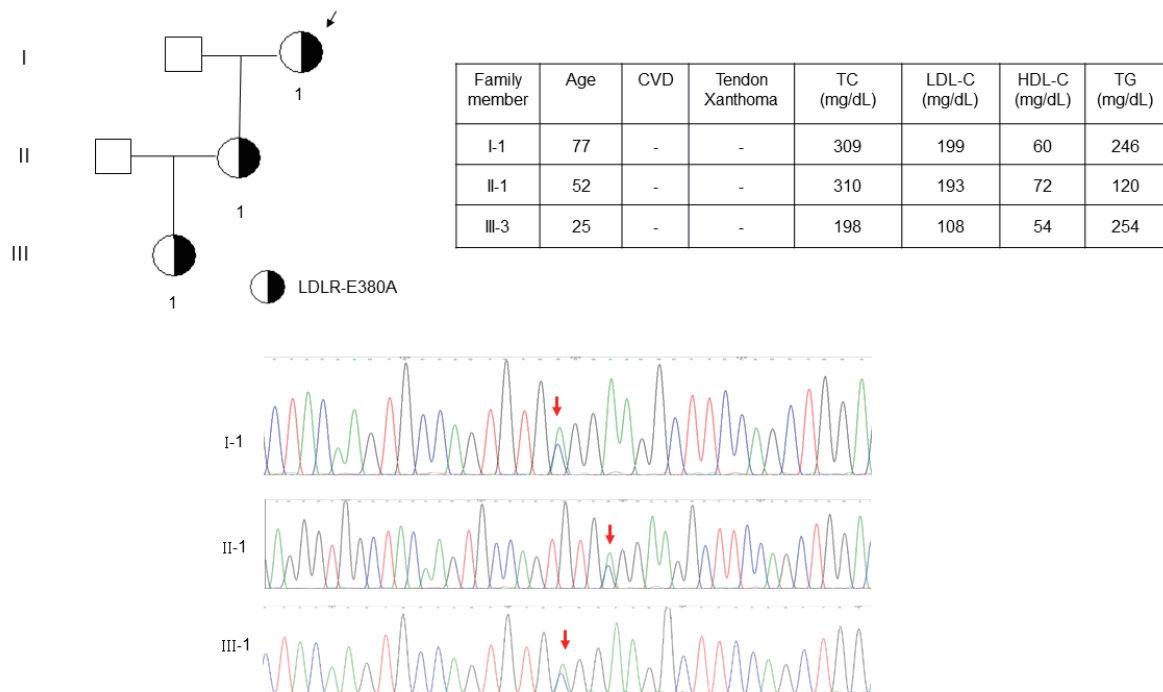 I
1
II
1
III
1
LDLR-E380A
Family member Age CVD Tendon Xanthoma TC (mg/dL) LDL-C (mg/dL) HDL-C (mg/dL) TG (mg/dL)
I-1 77 - - 309 199 60 246
II-1 52 - - 310 193 72 120
III-3 25 - - 198 108 54 254
I-1
II-1
III-1